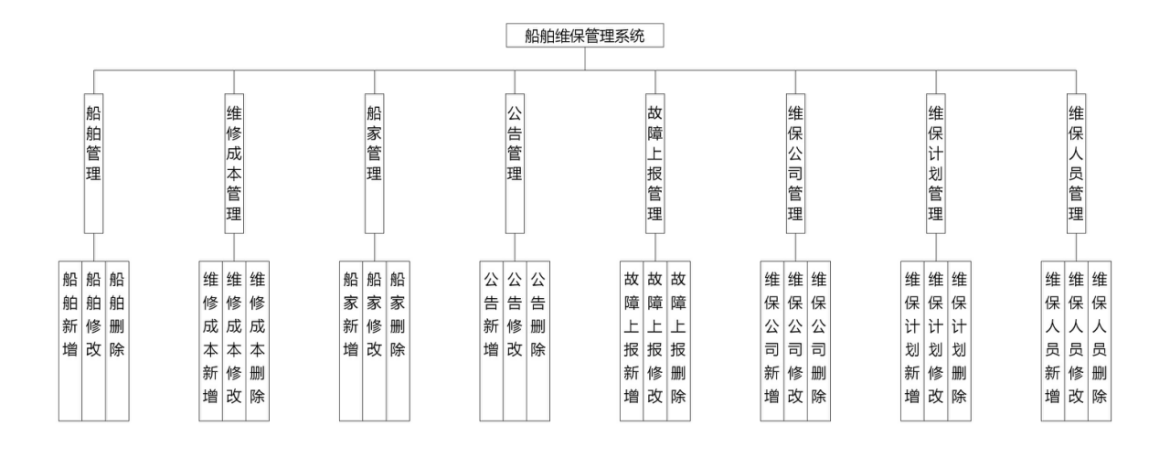 船舶维保管理系统
船舶管理
维修成本管理
船家管理
公告管理
故障上报管理
维保公司管理
维保计划管理
维保人员管理
船舶新增
船舶修改
船舶删除
维修成本新增
维修成本修改
维修成本删除
船家新增
船家修改
船家删除
公告新增
公告修改
公告删除
故障上报新增
故障上报修改
故障上报删除
维保公司新增
维保公司修改
维保公司删除
维保计划新增
维保计划修改
维保计划删除
维保人员新增
维保人员修改
维保人员删除